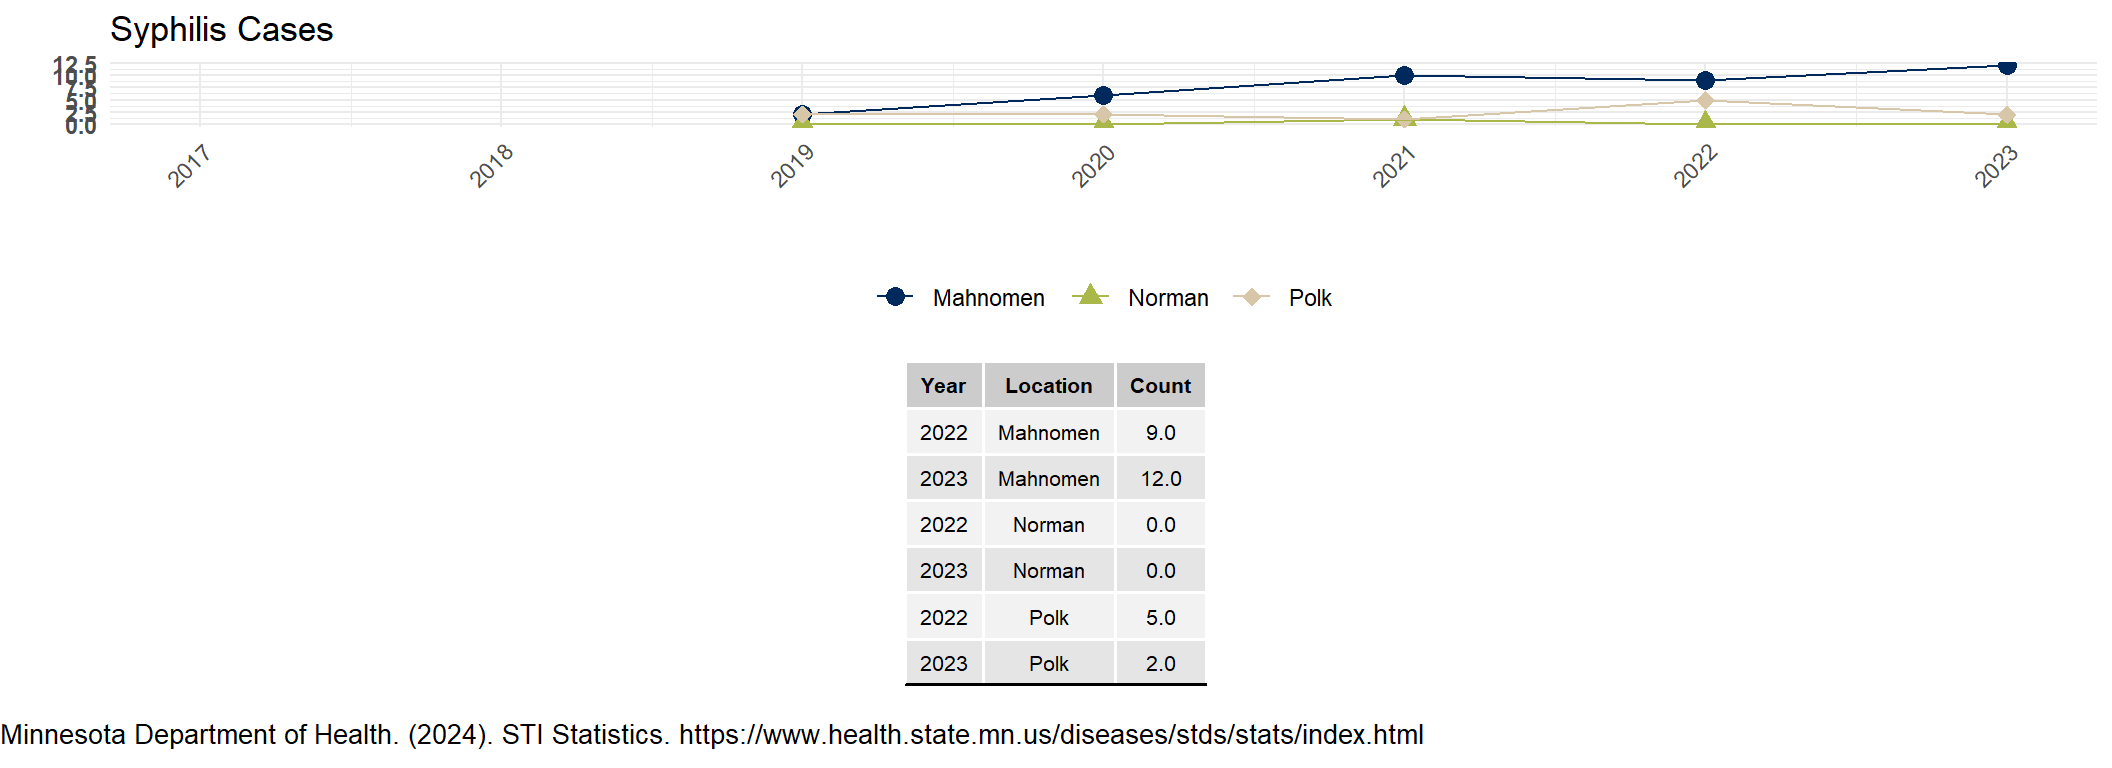 Syphilis Cases
12.5
10.0
7.5
5.0
2.5
0.0
2017 2018 2019 2020 2021 2022 2023
Mahnomen Norman Polk
Year Location Count
2022 Mahnomen 9.0
2023 Mahnomen 12.0
2022 Norman 0.0
2023 Norman 0.0
2022 Polk 5.0
2023 Polk 2.0
Minnesota Department of Health. (2024). STI Statistics. https://www.health.state.mn.us/diseases/stds/stats/index.html